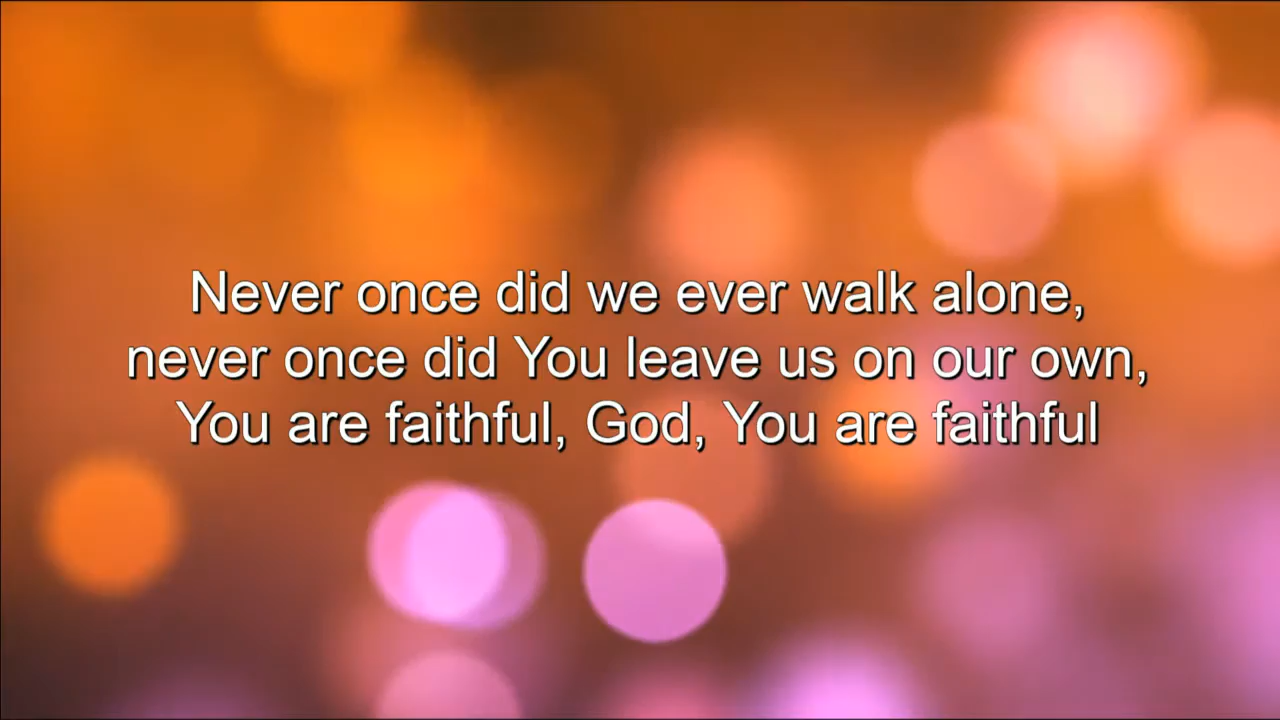 Never once did we ever walk alone,
never once did You leave us on our own,
You are faithful, God, You are faithful